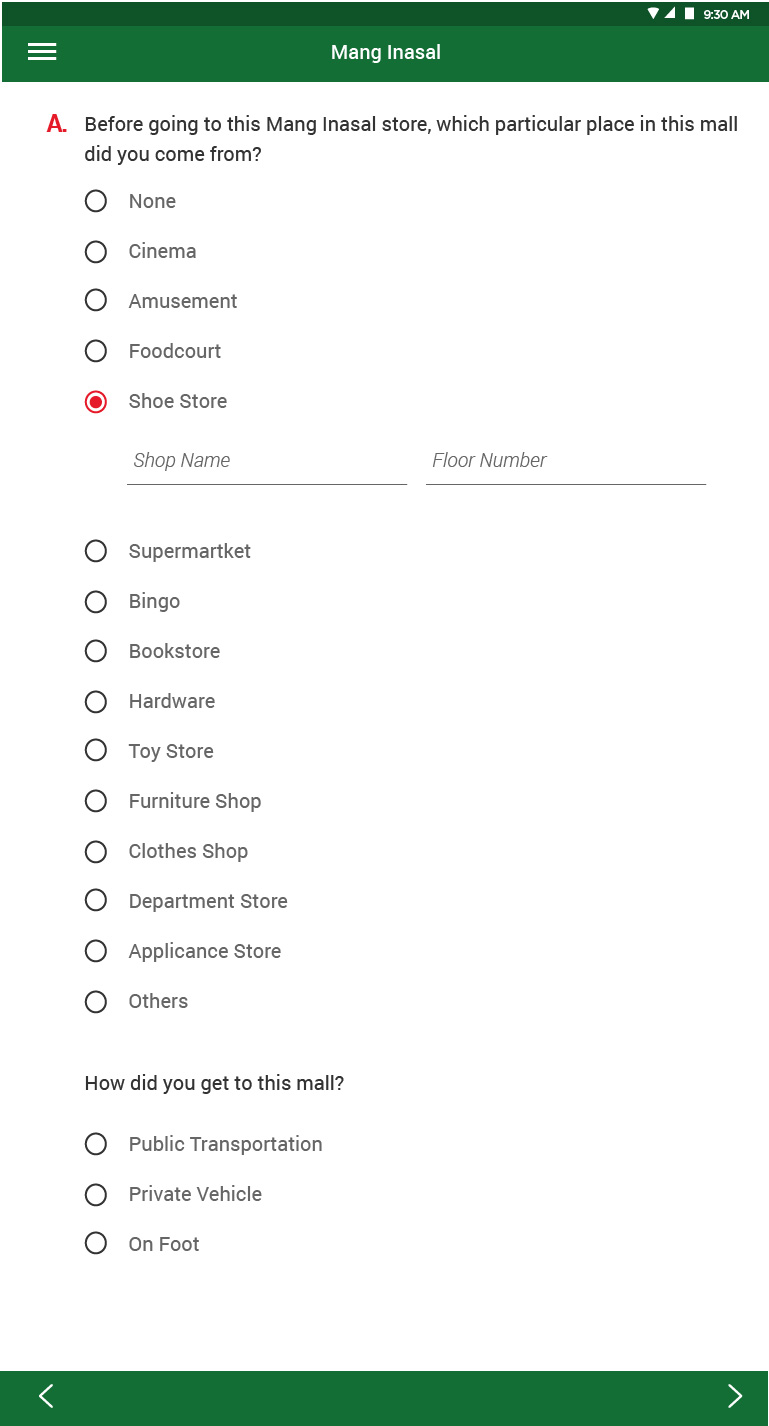 9:30 AM
Mang Inasal
A. Before going to this Mang Inasal store, which particular place in this mall
did you come from?
None
Cinema
Amusement
Foodcourt
Shoe Store
Shop Name Floor Number
Supermartket
Bingo
Bookstore
Hardware
Toy Store
Furniture Shop
Clothes Shop
Department Store
Applicance Store
Others
How did you get to this mall?
Public Transportation
Private Vehicle
On Foot